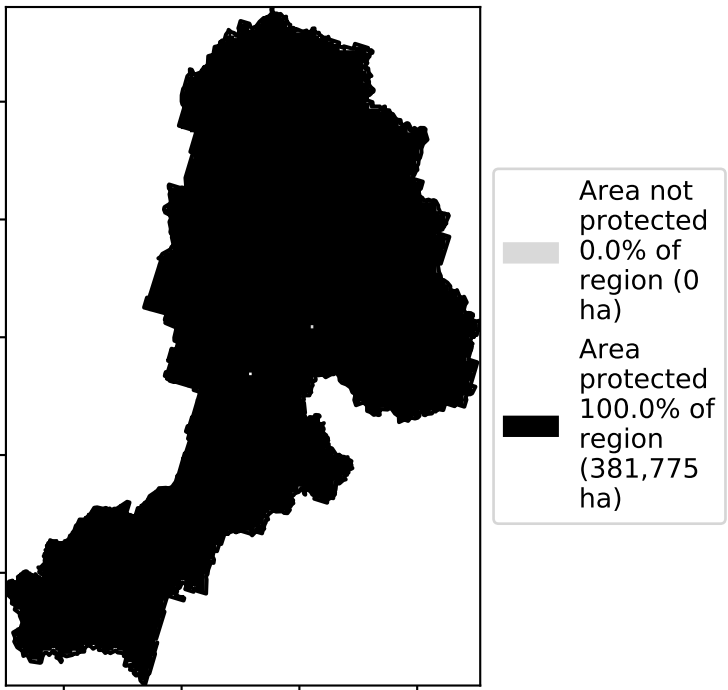 Area not
protected
0.0% of
region (0
ha)
Area
protected
100.0% of
region
(381,775
ha)